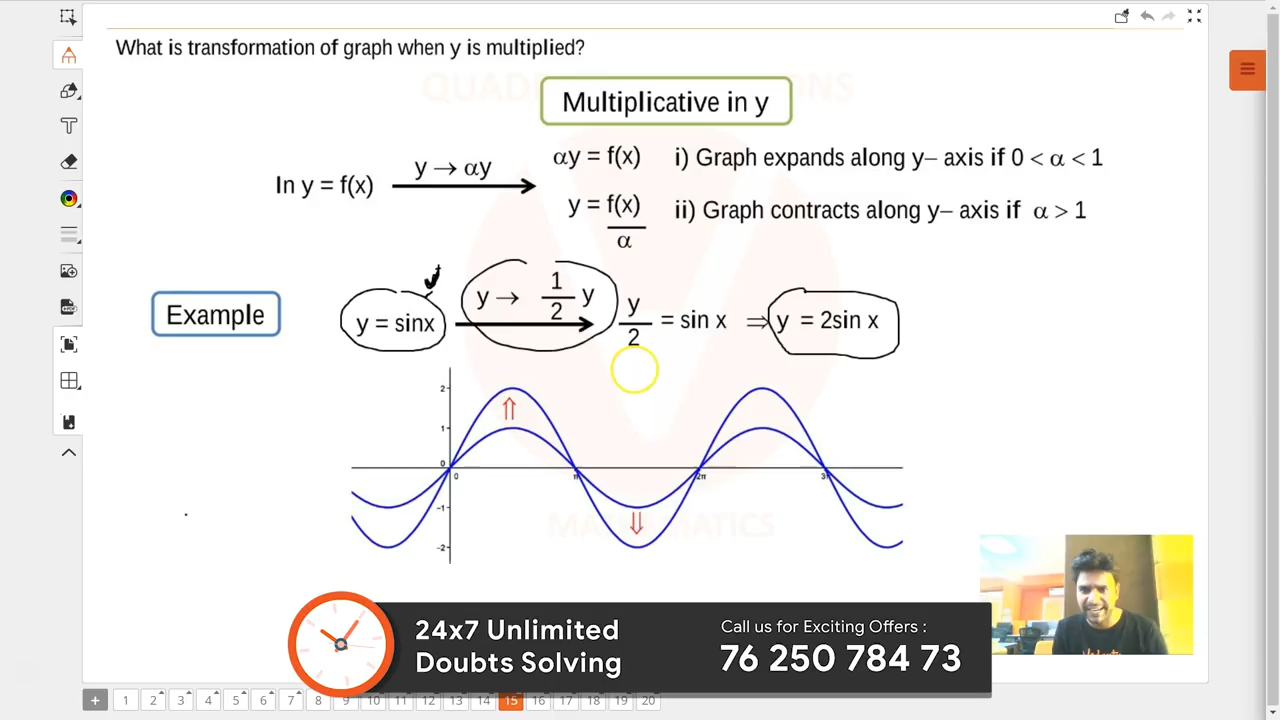 What is transformation of graph when y is multiplied?
QUAD
ONS
Multiplicative in y
In y = f(x)
y → αy
αy = f(x)
i) Graph expands along y– axis if 0 < α < 1
y = f(x)
α
ii) Graph contracts along y– axis if α > 1
Example
y = sinx
y → 1/2 y
y/2 = sin x ⇒ y = 2sin x
2
1
0
-1
-2
0
π
2π
3π
MATHEMATICS
24x7 Unlimited
Doubts Solving
Call us for Exciting Offers :
76 250 784 73
1 2 3 4 5 6 7 8 9 10 11 12 13 14 15 16 17 18 19 20